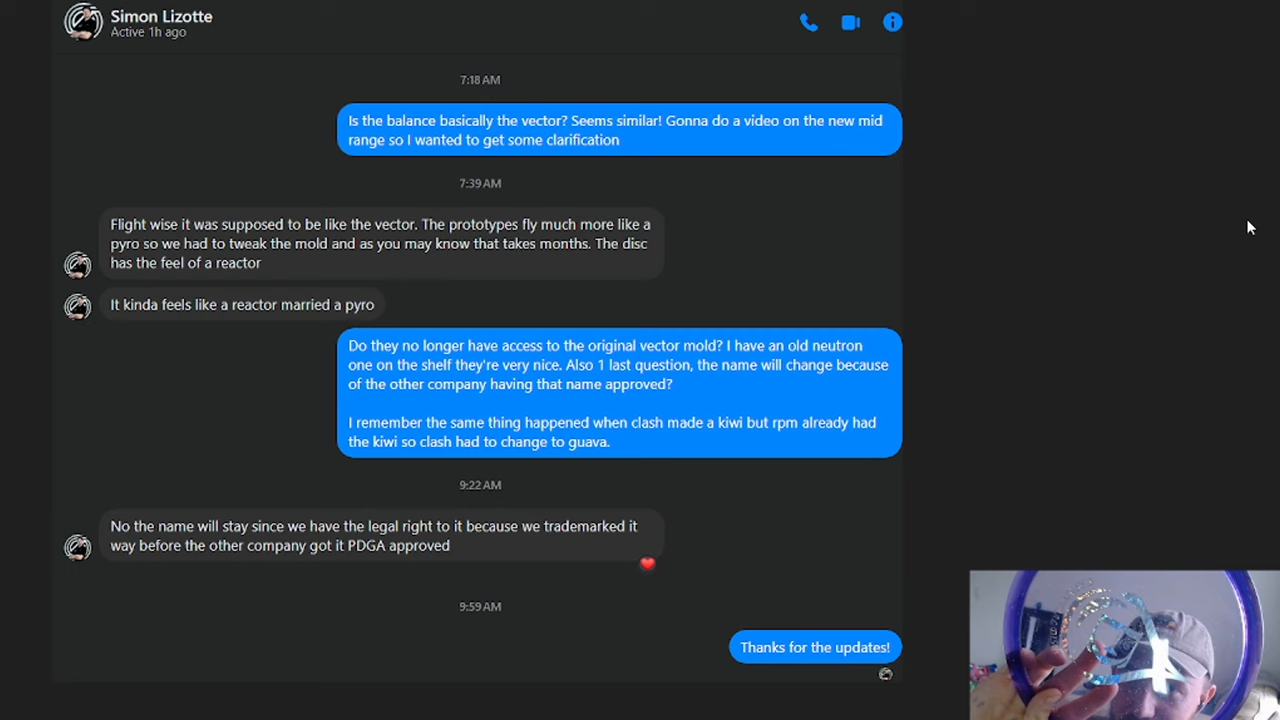 Simon Lizotte
Active 1h ago
7:18 AM
Is the balance basically the vector? Seems similar! Gonna do a video on the new mid
range so I wanted to get some clarification
7:39 AM
Flight wise it was supposed to be like the vector. The prototypes fly much more like a
pyro so we had to tweak the mold and as you may know that takes months. The disc
has the feel of a reactor
It kinda feels like a reactor married a pyro
Do they no longer have access to the original vector mold? I have an old neutron
one on the shelf they're very nice. Also 1 last question, the name will change because
of the other company having that name approved?
I remember the same thing happened when clash made a kiwi but rpm already had
the kiwi so clash had to change to guava.
9:22 AM
No the name will stay since we have the legal right to it because we trademarked it
way before the other company got it PDGA approved
9:59 AM
Thanks for the updates!